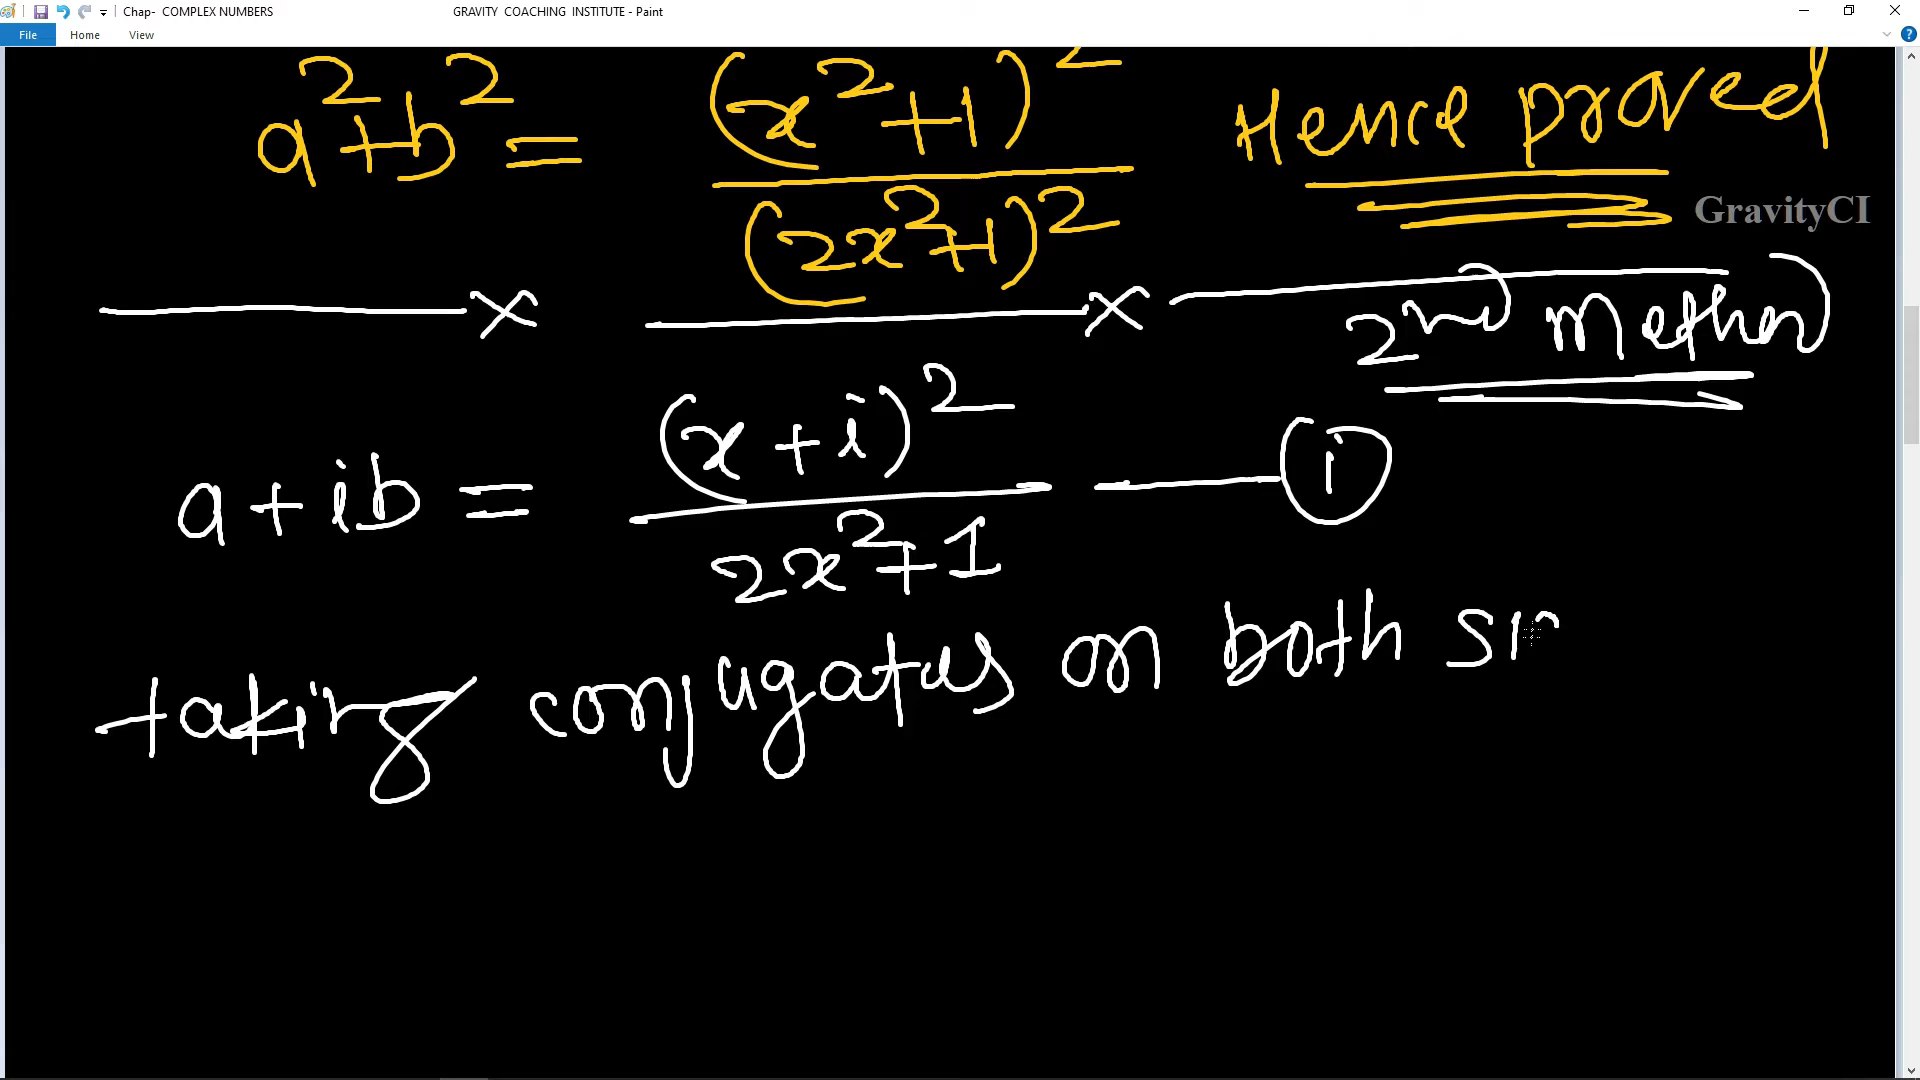 Chap- COMPLEX NUMBERS GRAVITY COACHING INSTITUTE - Paint
File Home View
a²+b² = (x²+1)² / (2x²+1)² Hence proved
GravityCI
2nd Method
a+ib = (x+i)² / 2x²+1 — (i)
taking conjugates on both si